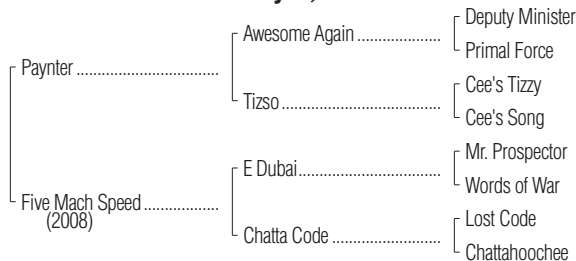 Deputy Minister
Awesome Again ..................
Primal Force
Paynter ...............................
Cee's Tizzy
Tizso ....................................
Cee's Song
Mr. Prospector
E Dubai.................................
Words of War
Five Mach Speed ................
(2008)
Lost Code
Chatta Code ........................
Chattahoochee